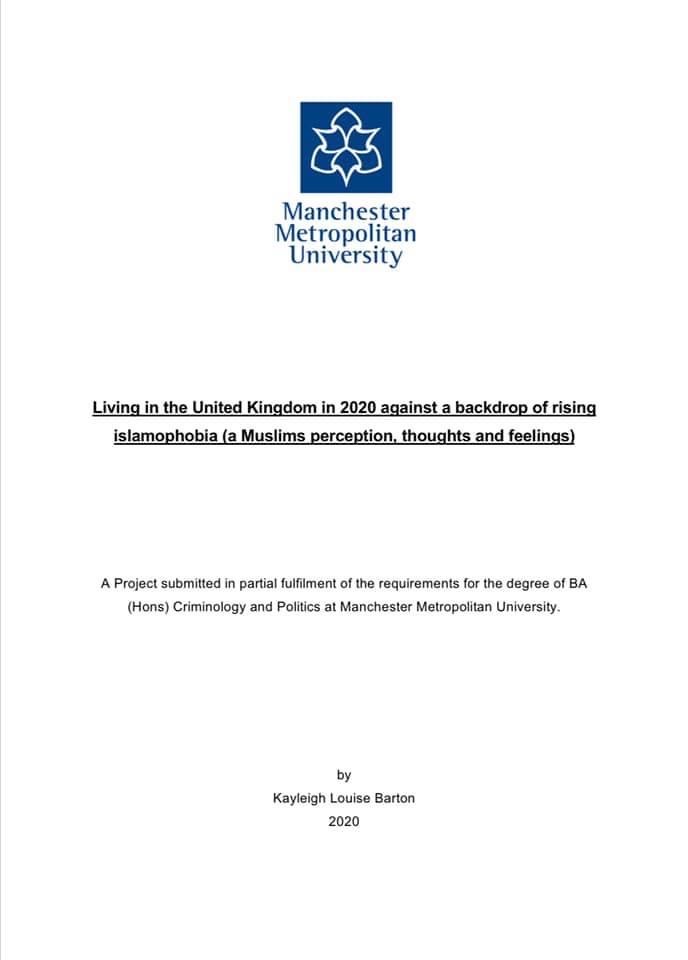 Manchester
Metropolitan
University
Living in the United Kingdom in 2020 against a backdrop of rising
islamophobia (a Muslims perception, thoughts and feelings)
A Project submitted in partial fulfilment of the requirements for the degree of BA
(Hons) Criminology and Politics at Manchester Metropolitan University.
by
Kayleigh Louise Barton
2020